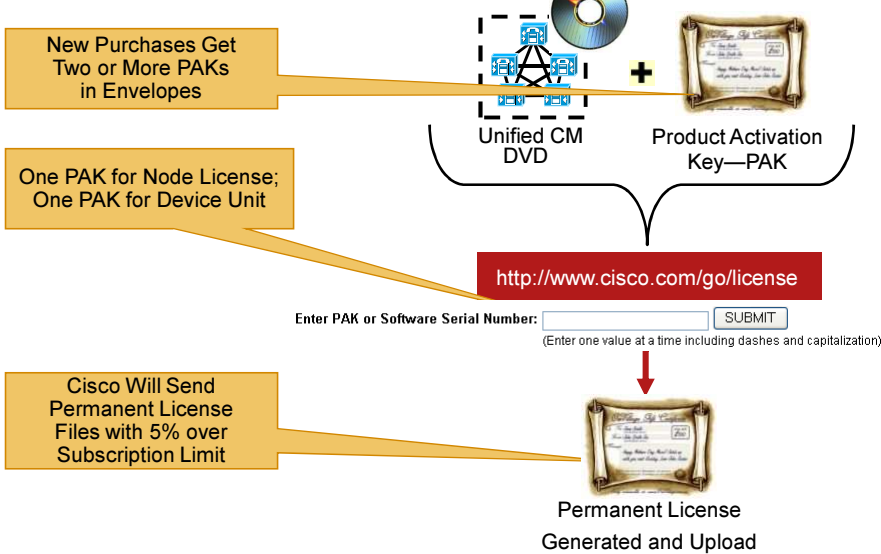 New Purchases Get
Two or More PAKs
in Envelopes
Unified CM
DVD
Product Activation
Key—PAK
One PAK for Node License;
One PAK for Device Unit
http://www.cisco.com/go/license
Enter PAK or Software Serial Number:
SUBMIT
(Enter one value at a time including dashes and capitalization)
Cisco Will Send
Permanent License
Files with 5% over
Subscription Limit
Permanent License
Generated and Upload